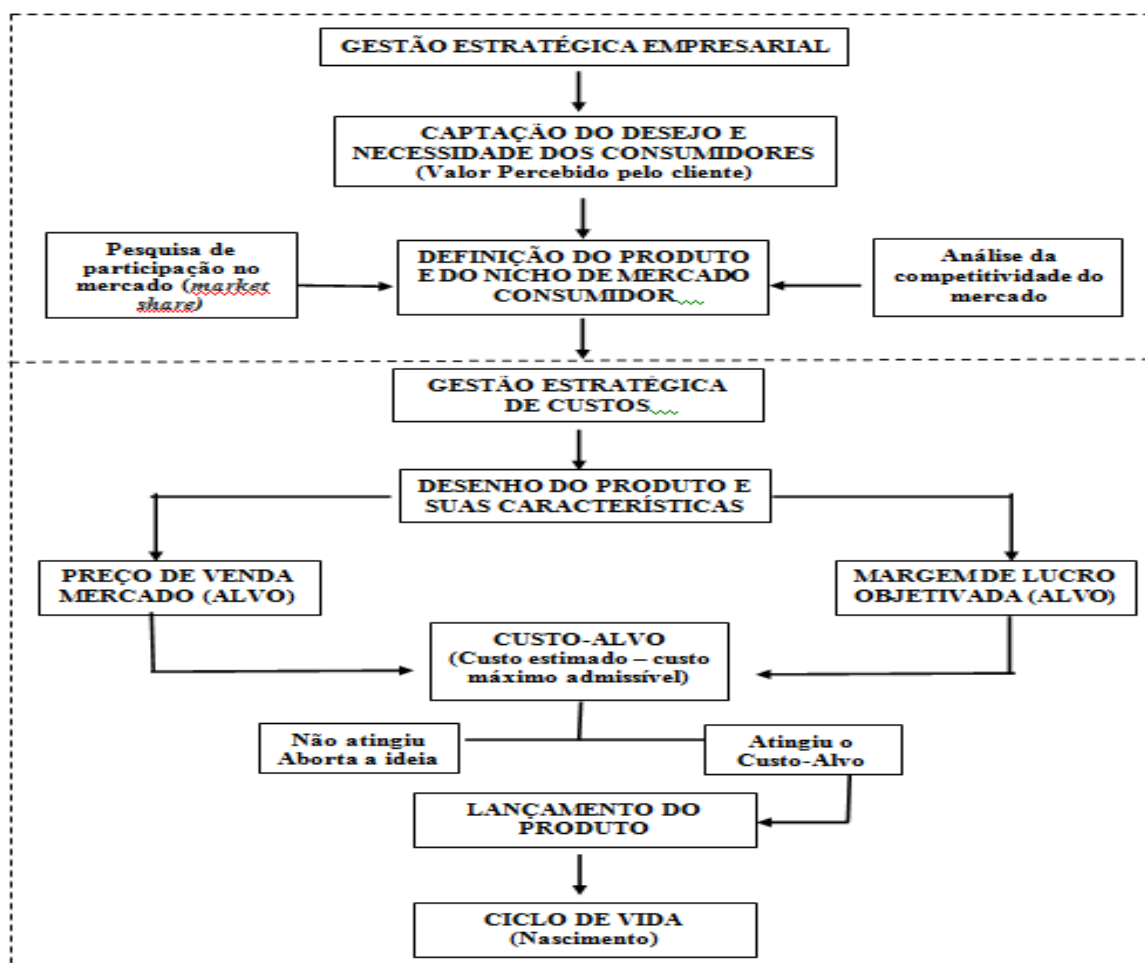 GESTÃO ESTRATÉGICA EMPRESARIAL
CAPTAÇÃO DO DESEJO E
NECESSIDADE DOS CONSUMIDORES
(Valor Percebido pelo cliente)
Pesquisa de
participação no
mercado (market
share)
DEFINIÇÃO DO PRODUTO
E DO NICHO DE MERCADO
CONSUMIDOR
Análise da
competitividade do
mercado
GESTÃO ESTRATÉGICA
DE CUSTOS
DESENHO DO PRODUTO E
SUAS CARACTERÍSTICAS
PREÇO DE VENDA
MERCADO (ALVO)
MARGEM DE LUCRO
OBJETIVADA (ALVO)
CUSTO-ALVO
(Custo estimado – custo
máximo admissível)
Não atingiu
Aborta a ideia
Atingiu o
Custo-Alvo
LANÇAMENTO DO
PRODUTO
CICLO DE VIDA
(Nascimento)